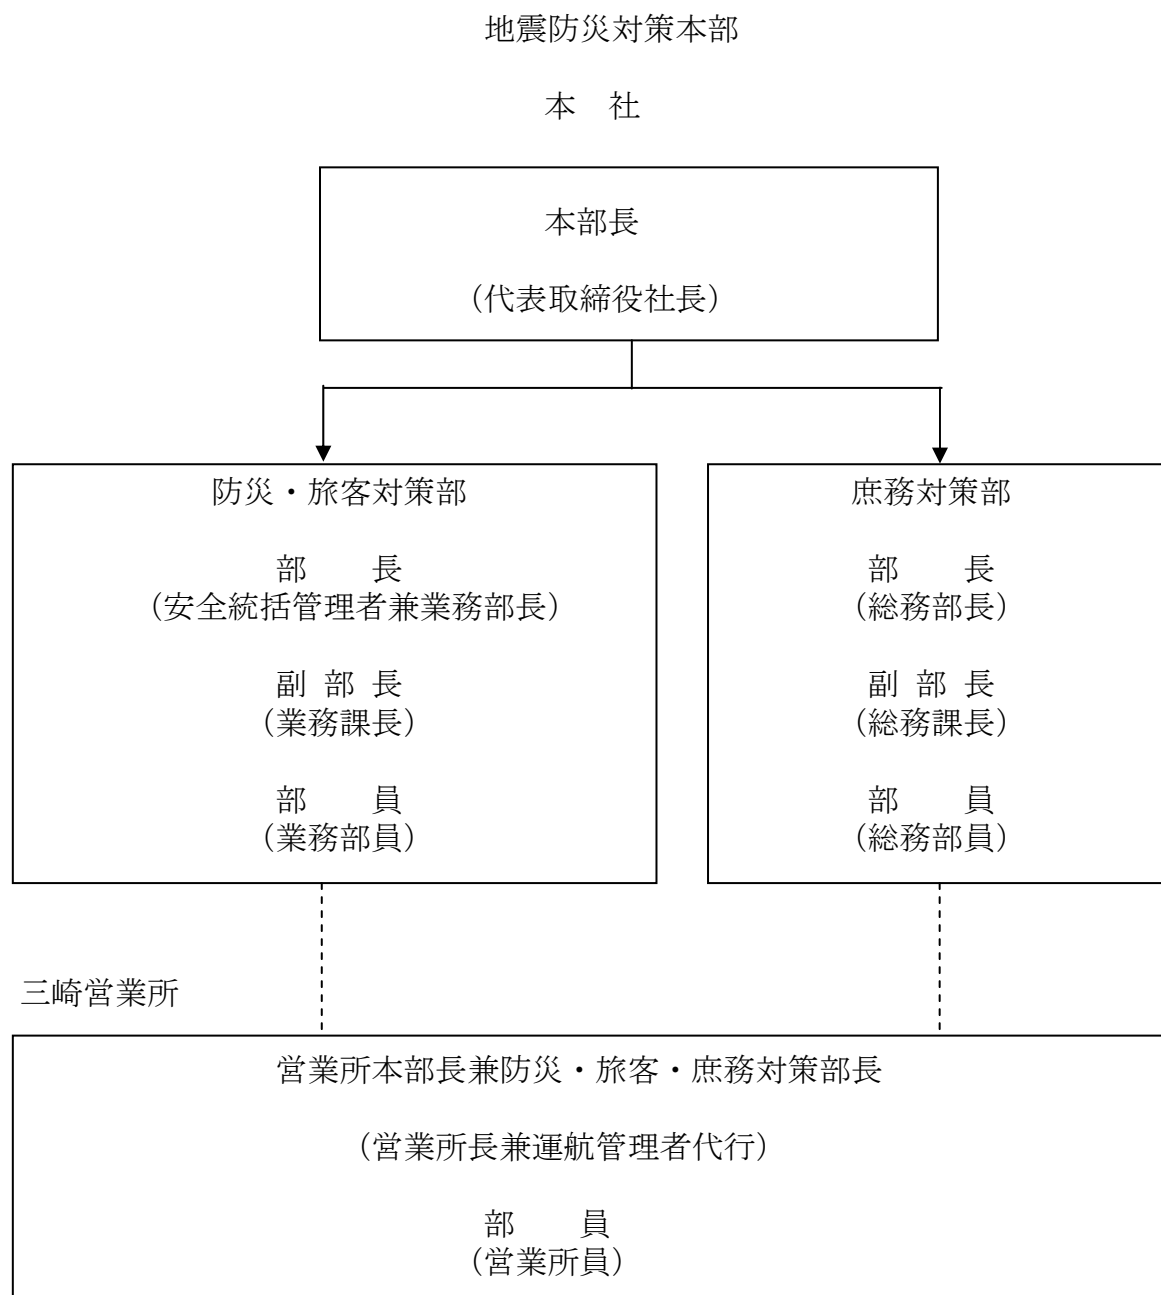 地震防災対策本部
本　社
本部長
（代表取締役社長）
防災・旅客対策部
部　　長
（安全統括管理者兼業務部長）
副 部 長
（業務課長）
部　　員
（業務部員）
庶務対策部
部　　長
（総務部長）
副 部 長
（総務課長）
部　　員
（総務部員）
三崎営業所
営業所本部長兼防災・旅客・庶務対策部長
（営業所長兼運航管理者代行）
部　　員
（営業所員）